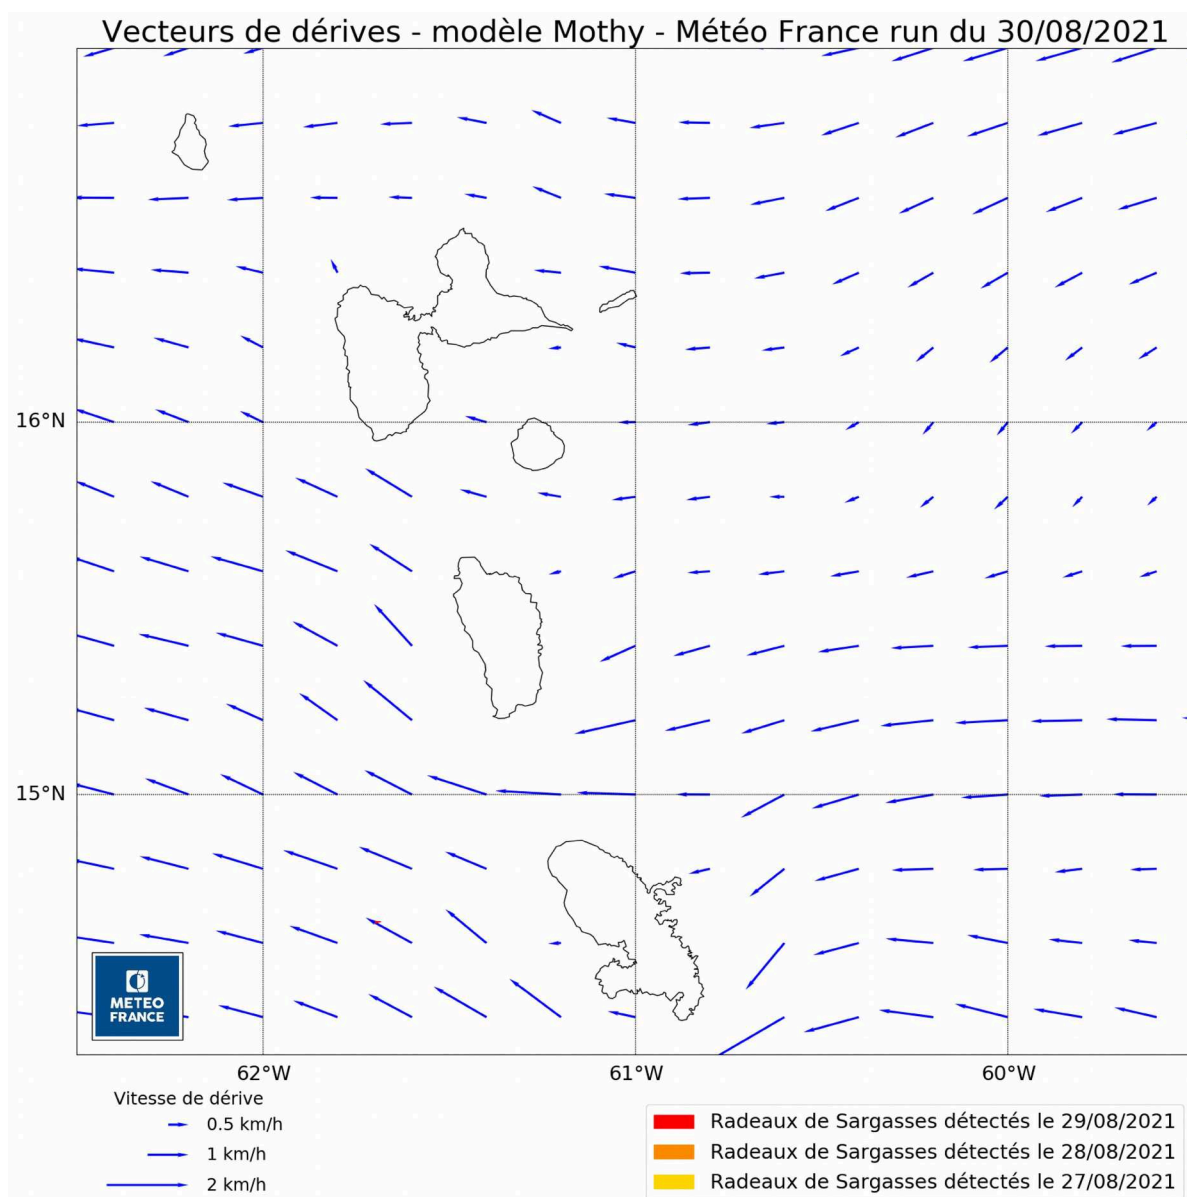 Vecteurs de dérives - modèle Mothy - Météo France run du 30/08/2021
16°N
15°N
METEO
FRANCE
62°W
61°W
60°W
Vitesse de dérive
0.5 km/h
1 km/h
2 km/h
Radeaux de Sargasses détectés le 29/08/2021
Radeaux de Sargasses détectés le 28/08/2021
Radeaux de Sargasses détectés le 27/08/2021